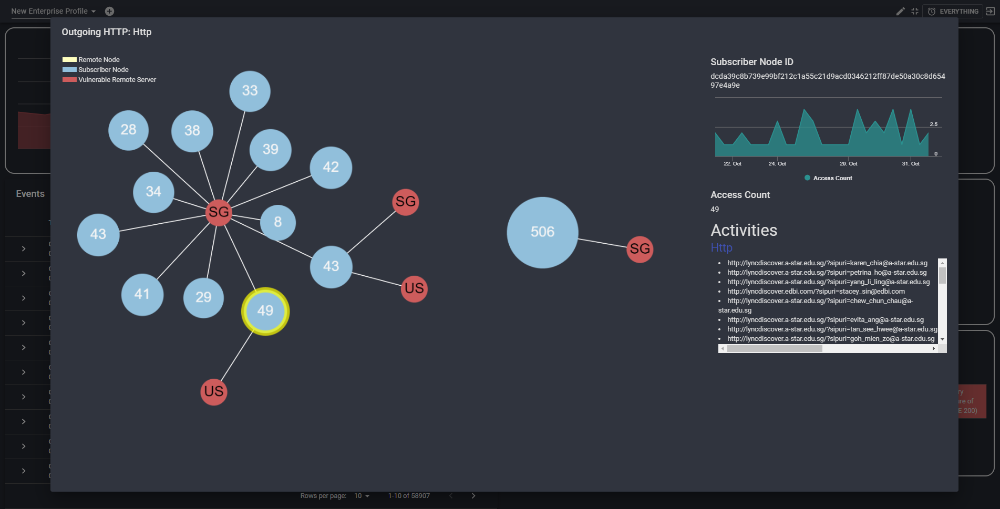 New Enterprise Profile
EVERYTHING
Outgoing HTTP: Http
Remote Node
Subscriber Node
Vulnerable Remote Server
33
28
38
39
42
34
SG
SG
8
43
506
SG
43
US
41
29
49
US
Subscriber Node ID
dcda39c8b739e99bf212c1a55c21d9acd0346212ff87de50a30c8d654
97e4a9e
2.5
0
22. Oct
24. Oct
29. Oct
31. Oct
Access Count
Access Count
49
Activities
Http
http://lyncdiscover.a-star.edu.sg/?sipuri=karen_chia@a-star.edu.sg
http://lyncdiscover.a-star.edu.sg/?sipuri=petrina_ho@a-star.edu.sg
http://lyncdiscover.a-star.edu.sg/?sipuri=yang_li_ling@a-star.edu.sg
http://lyncdiscover.edbi.com/?sipuri=stacey_sin@edbi.com
http://lyncdiscover.a-star.edu.sg/?sipuri=chew_chun_chau@a-
star.edu.sg
http://lyncdiscover.a-star.edu.sg/?sipuri=evita_ang@a-star.edu.sg
http://lyncdiscover.a-star.edu.sg/?sipuri=tan_see_hwee@a-star.edu.sg
http://lyncdiscover.a-star.edu.sg/?sipuri=goh_mien_zo@a-star.edu.sg
Events
ry
ire of
E-200)
Rows per page:
10
1-10 of 58907